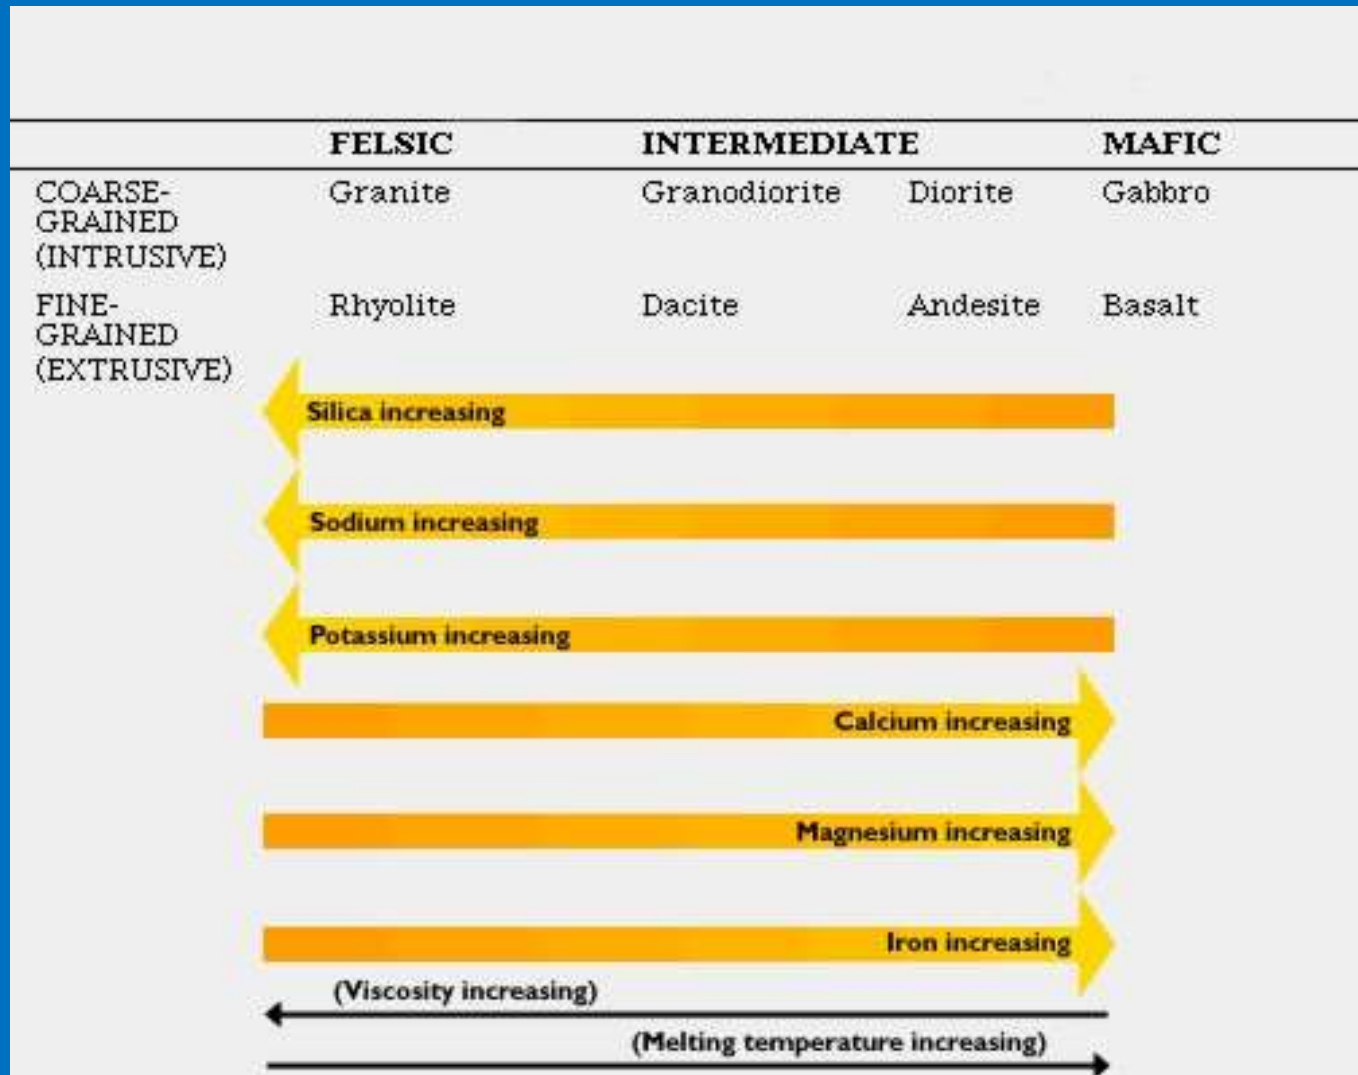 FELSIC INTERMEDIATE MAFIC
COARSE-
GRAINED
(INTRUSIVE)
Granite Granodiorite Diorite Gabbro
FINE-
GRAINED
(EXTRUSIVE)
Rhyolite Dacite Andesite Basalt
Silica increasing
Sodium increasing
Potassium increasing
Calcium increasing
Magnesium increasing
Iron increasing
(Viscosity increasing)
(Melting temperature increasing)